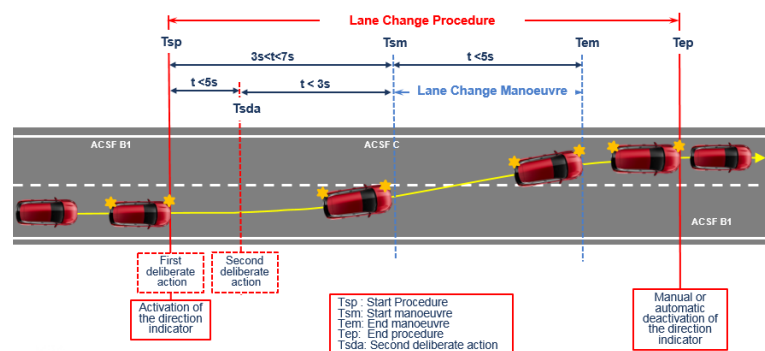 Lane Change Procedure
Tsp
Tsm
Tem
Tep
3s<t<7s
t <5s
t <5s
t < 3s
Lane Change Manoeuvre
Tsda
ACSF B1
ACSF C
ACSF B1
First
deliberate
action
Second
deliberate
action
Activation of
the direction
indicator
Tsp : Start Procedure
Tsm: Start manoeuvre
Tem: End manoeuvre
Tep: End procedure
Tsda: Second deliberate action
Manual or
automatic
deactivation of
the direction
indicator